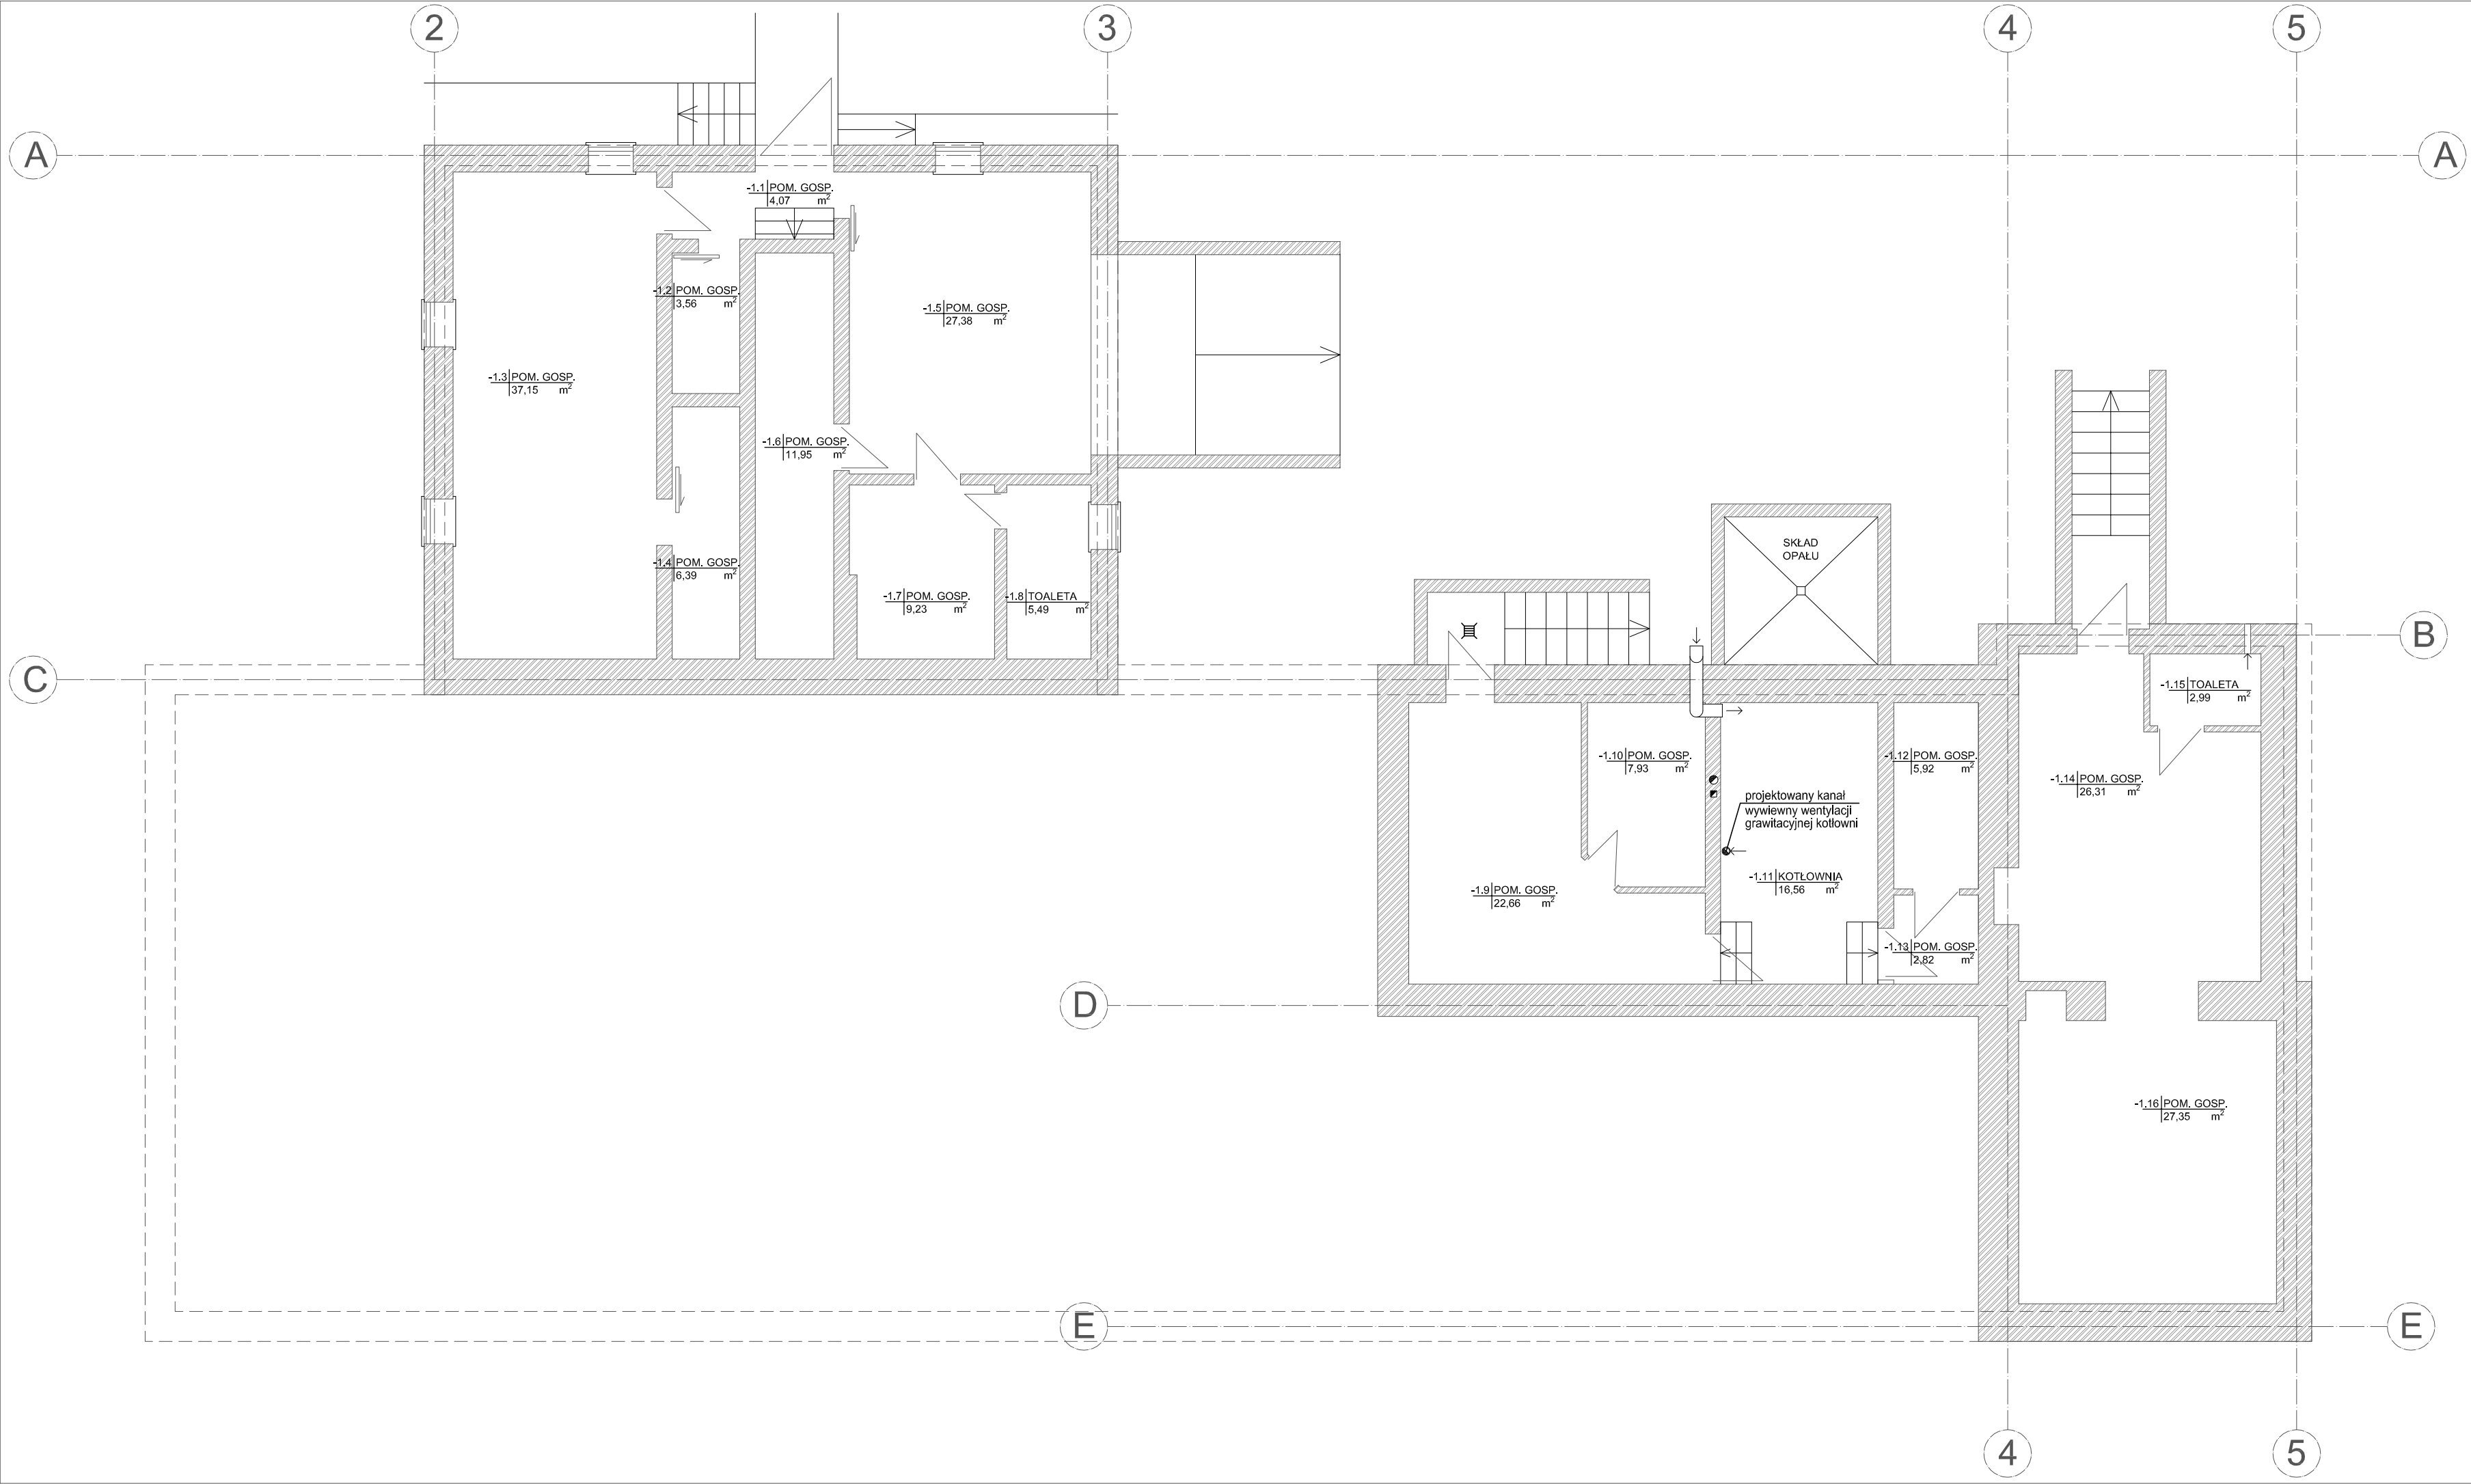 2
3
4
5
A
A
-1.1 POM. GOSP.
4,07 m²
-1.2 POM. GOSP.
3,56 m²
-1.5 POM. GOSP.
27,38 m²
-1.3 POM. GOSP.
37,15 m²
-1.6 POM. GOSP.
11,95 m²
-1.4 POM. GOSP.
6,39 m²
-1.7 POM. GOSP.
9,23 m²
-1.8 TOALETA
5,49 m²
SKŁAD
OPAŁU
B
C
-1.15 TOALETA
2,99 m²
-1.10 POM. GOSP.
7,93 m²
-1.12 POM. GOSP.
5,92 m²
-1.14 POM. GOSP.
26,31 m²
projektowany kanał
wywiewny wentylacji
grawitacyjnej kotłowni
-1.11 KOTŁOWNIA
16,56 m²
-1.9 POM. GOSP.
22,66 m²
-1.13 POM. GOSP.
2,82 m²
D
-1.16 POM. GOSP.
27,35 m²
E
E
4
5